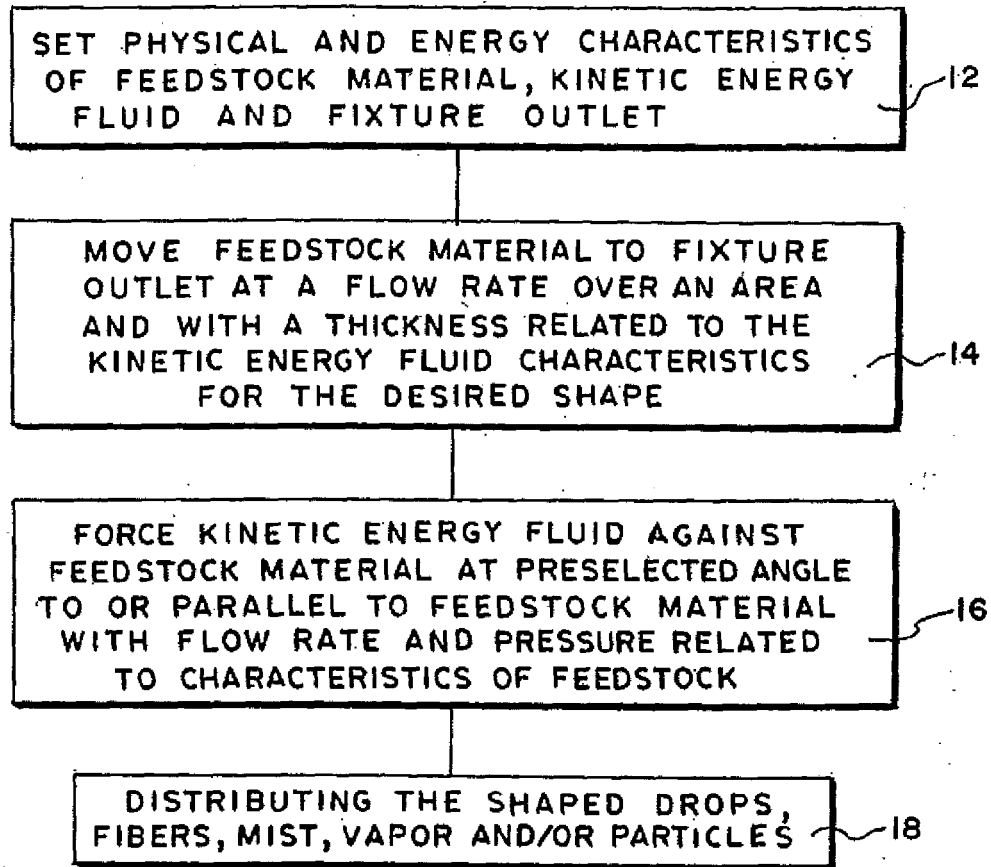 SET PHYSICAL AND ENERGY CHARACTERISTICS
OF FEEDSTOCK MATERIAL, KINETIC ENERGY
FLUID AND FIXTURE OUTLET
12
MOVE FEEDSTOCK MATERIAL TO FIXTURE
OUTLET AT A FLOW RATE OVER AN AREA
AND WITH A THICKNESS RELATED TO THE
KINETIC ENERGY FLUID CHARACTERISTICS
FOR THE DESIRED SHAPE
14
FORCE KINETIC ENERGY FLUID AGAINST
FEEDSTOCK MATERIAL AT PRESELECTED ANGLE
TO OR PARALLEL TO FEEDSTOCK MATERIAL
WITH FLOW RATE AND PRESSURE RELATED
TO CHARACTERISTICS OF FEEDSTOCK
16
DISTRIBUTING THE SHAPED DROPS,
FIBERS, MIST, VAPOR AND/OR PARTICLES
18